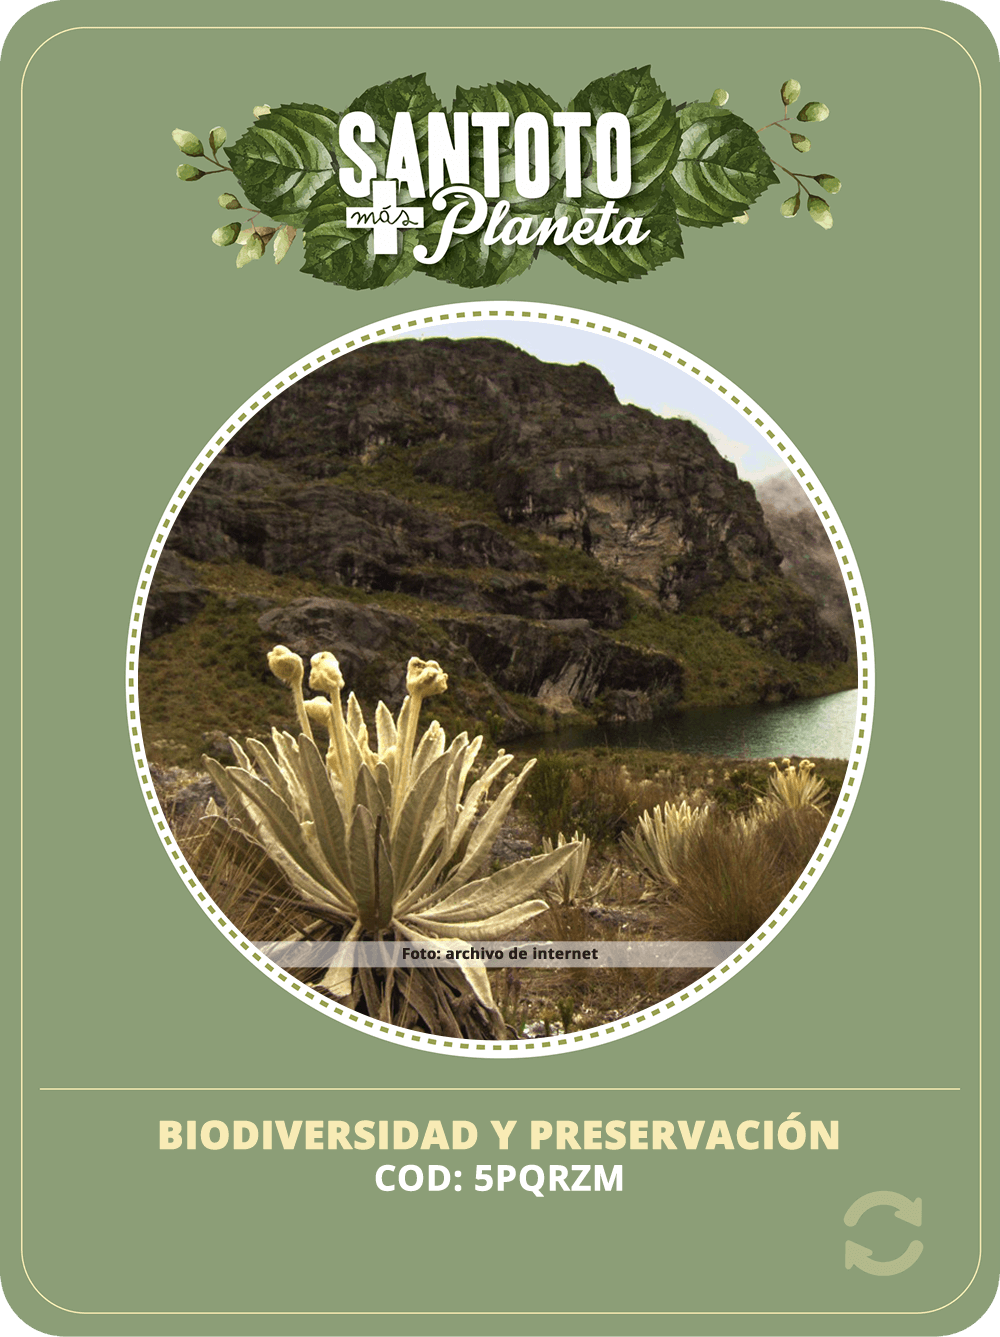 SANTOTO
más Planeta
Foto: archivo de internet
BIODIVERSIDAD Y PRESERVACIÓN
COD: 5PQRZM